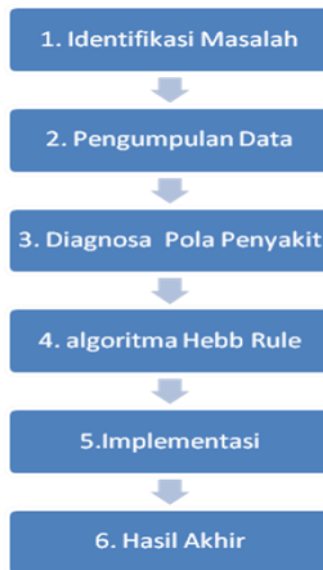 1. Identifikasi Masalah
2. Pengumpulan Data
3. Diagnosa Pola Penyakit
4. algoritma Hebb Rule
5.Implementasi
6. Hasil Akhir